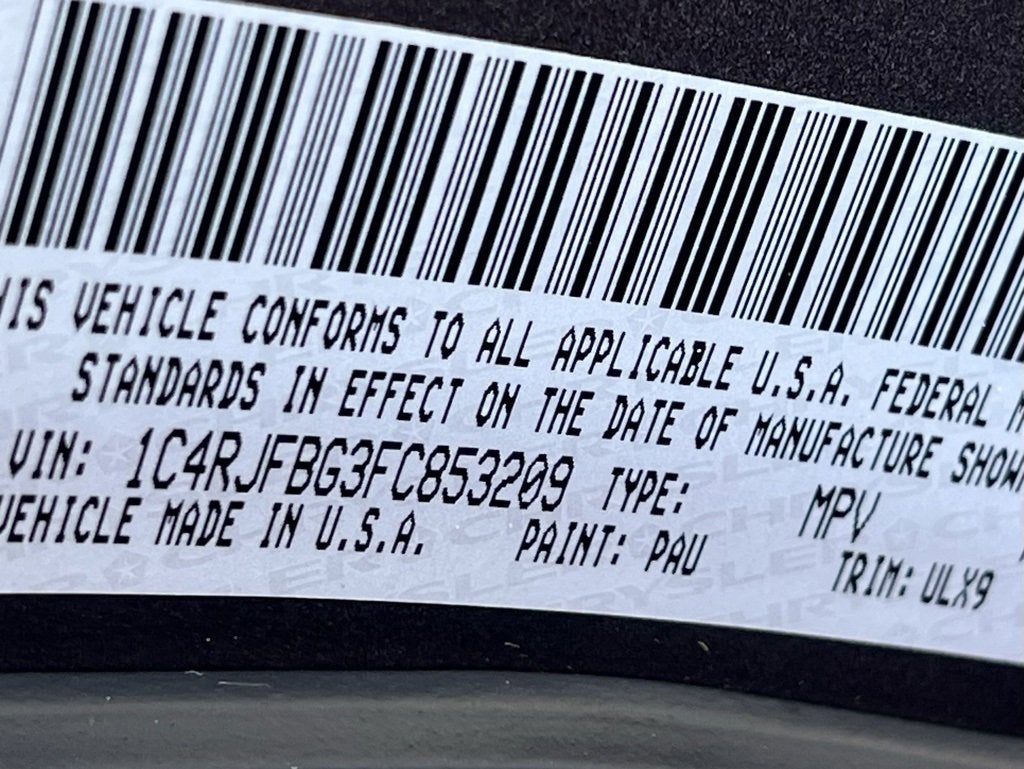 HIS VEHICLE CONFORMS TO ALL APPLICABLE U.S.A. FEDERAL M
STANDARDS IN EFFECT ON THE DATE OF MANUFACTURE SHOW
VIN: 1C4RJFBG3FC853209 TYPE: MPV
VEHICLE MADE IN U.S.A. PAINT: PAU TRIM: ULX9